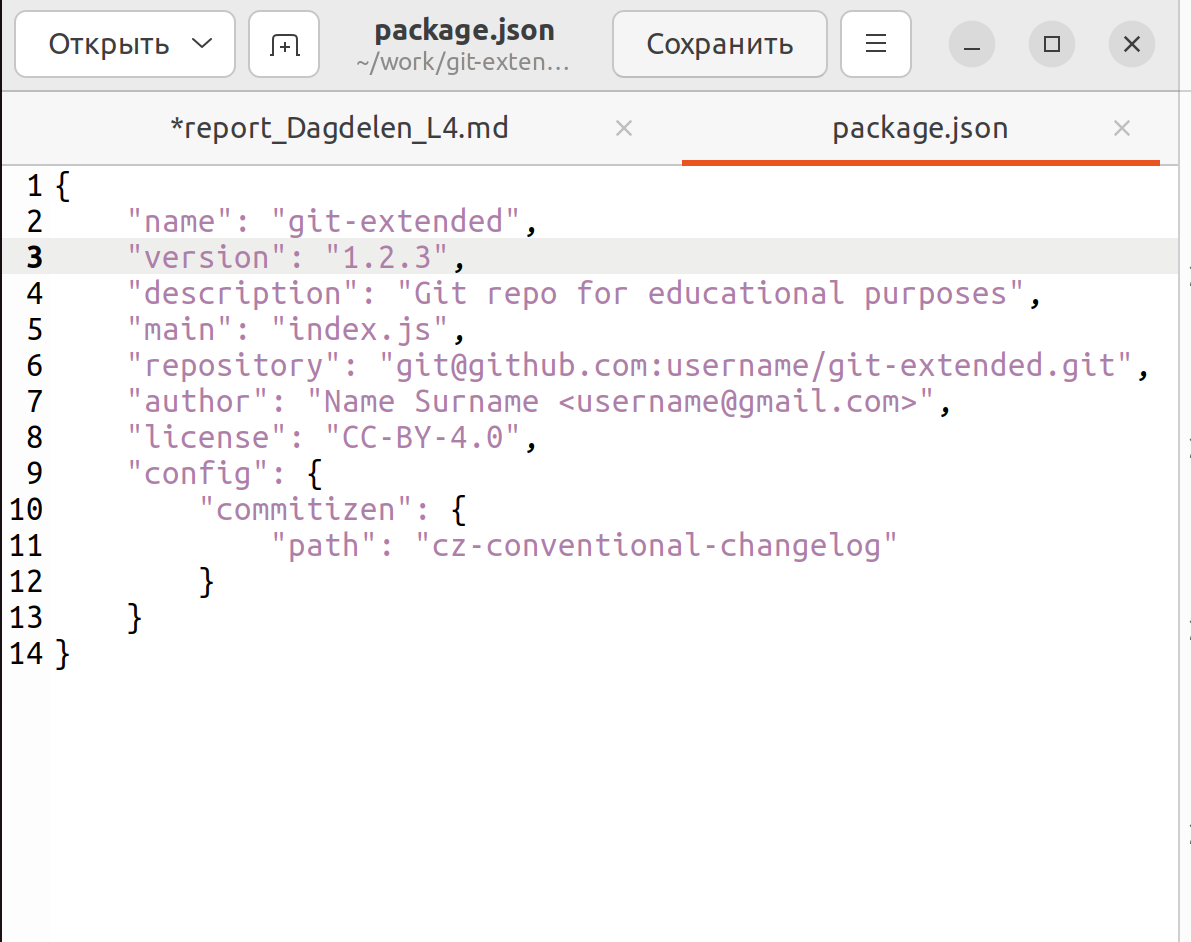 Открыть
package.json
~/work/git-exten…
Сохранить
*report_Dagdelen_L4.md
package.json
1 {
2     "name": "git-extended",
3     "version": "1.2.3",
4     "description": "Git repo for educational purposes",
5     "main": "index.js",
6     "repository": "git@github.com:username/git-extended.git",
7     "author": "Name Surname <username@gmail.com>",
8     "license": "CC-BY-4.0",
9     "config": {
10         "commitizen": {
11             "path": "cz-conventional-changelog"
12         }
13     }
14 }